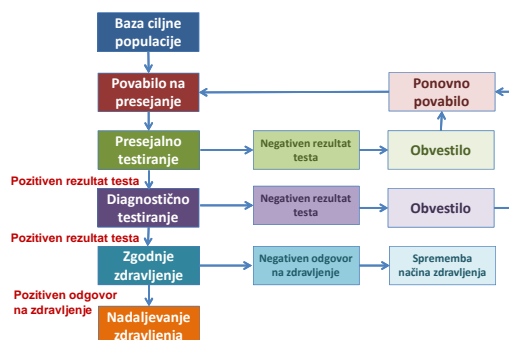 Baza ciljne
populacije
Povabilo na
presejanje
Ponovno
povabilo
Presejalno
testiranje
Negativen rezultat
testa
Obvestilo
Pozitiven rezultat testa
Diagnostično
testiranje
Negativen rezultat
testa
Obvestilo
Pozitiven rezultat testa
Zgodnje
zdravljenje
Negativen odgovor
na zdravljenje
Sprememba
načina zdravljenja
Pozitiven odgovor
na zdravljenje
Nadaljevanje
zdravljenja